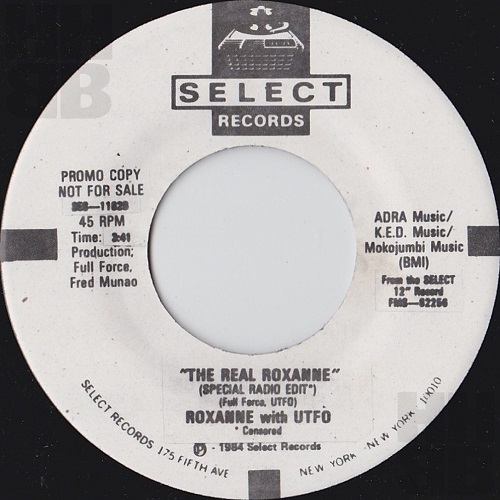 SELECT
RECORDS
PROMO COPY
NOT FOR SALE
45 RPM
Time: 3:41
Production;
Full Force,
Fred Munao
ADRA Music/
K.E.D. Music/
Mokojumbi Music
(BMI)
From the SELECT
12" Record
FMS—62256
"THE REAL ROXANNE"
(SPECIAL RADIO EDIT*)
(Full Force, UTFO)
ROXANNE with UTFO
* Censored
℗ - 1984 Select Records
SELECT RECORDS 175 FIFTH AVE NEW YORK NEW YORK 10010